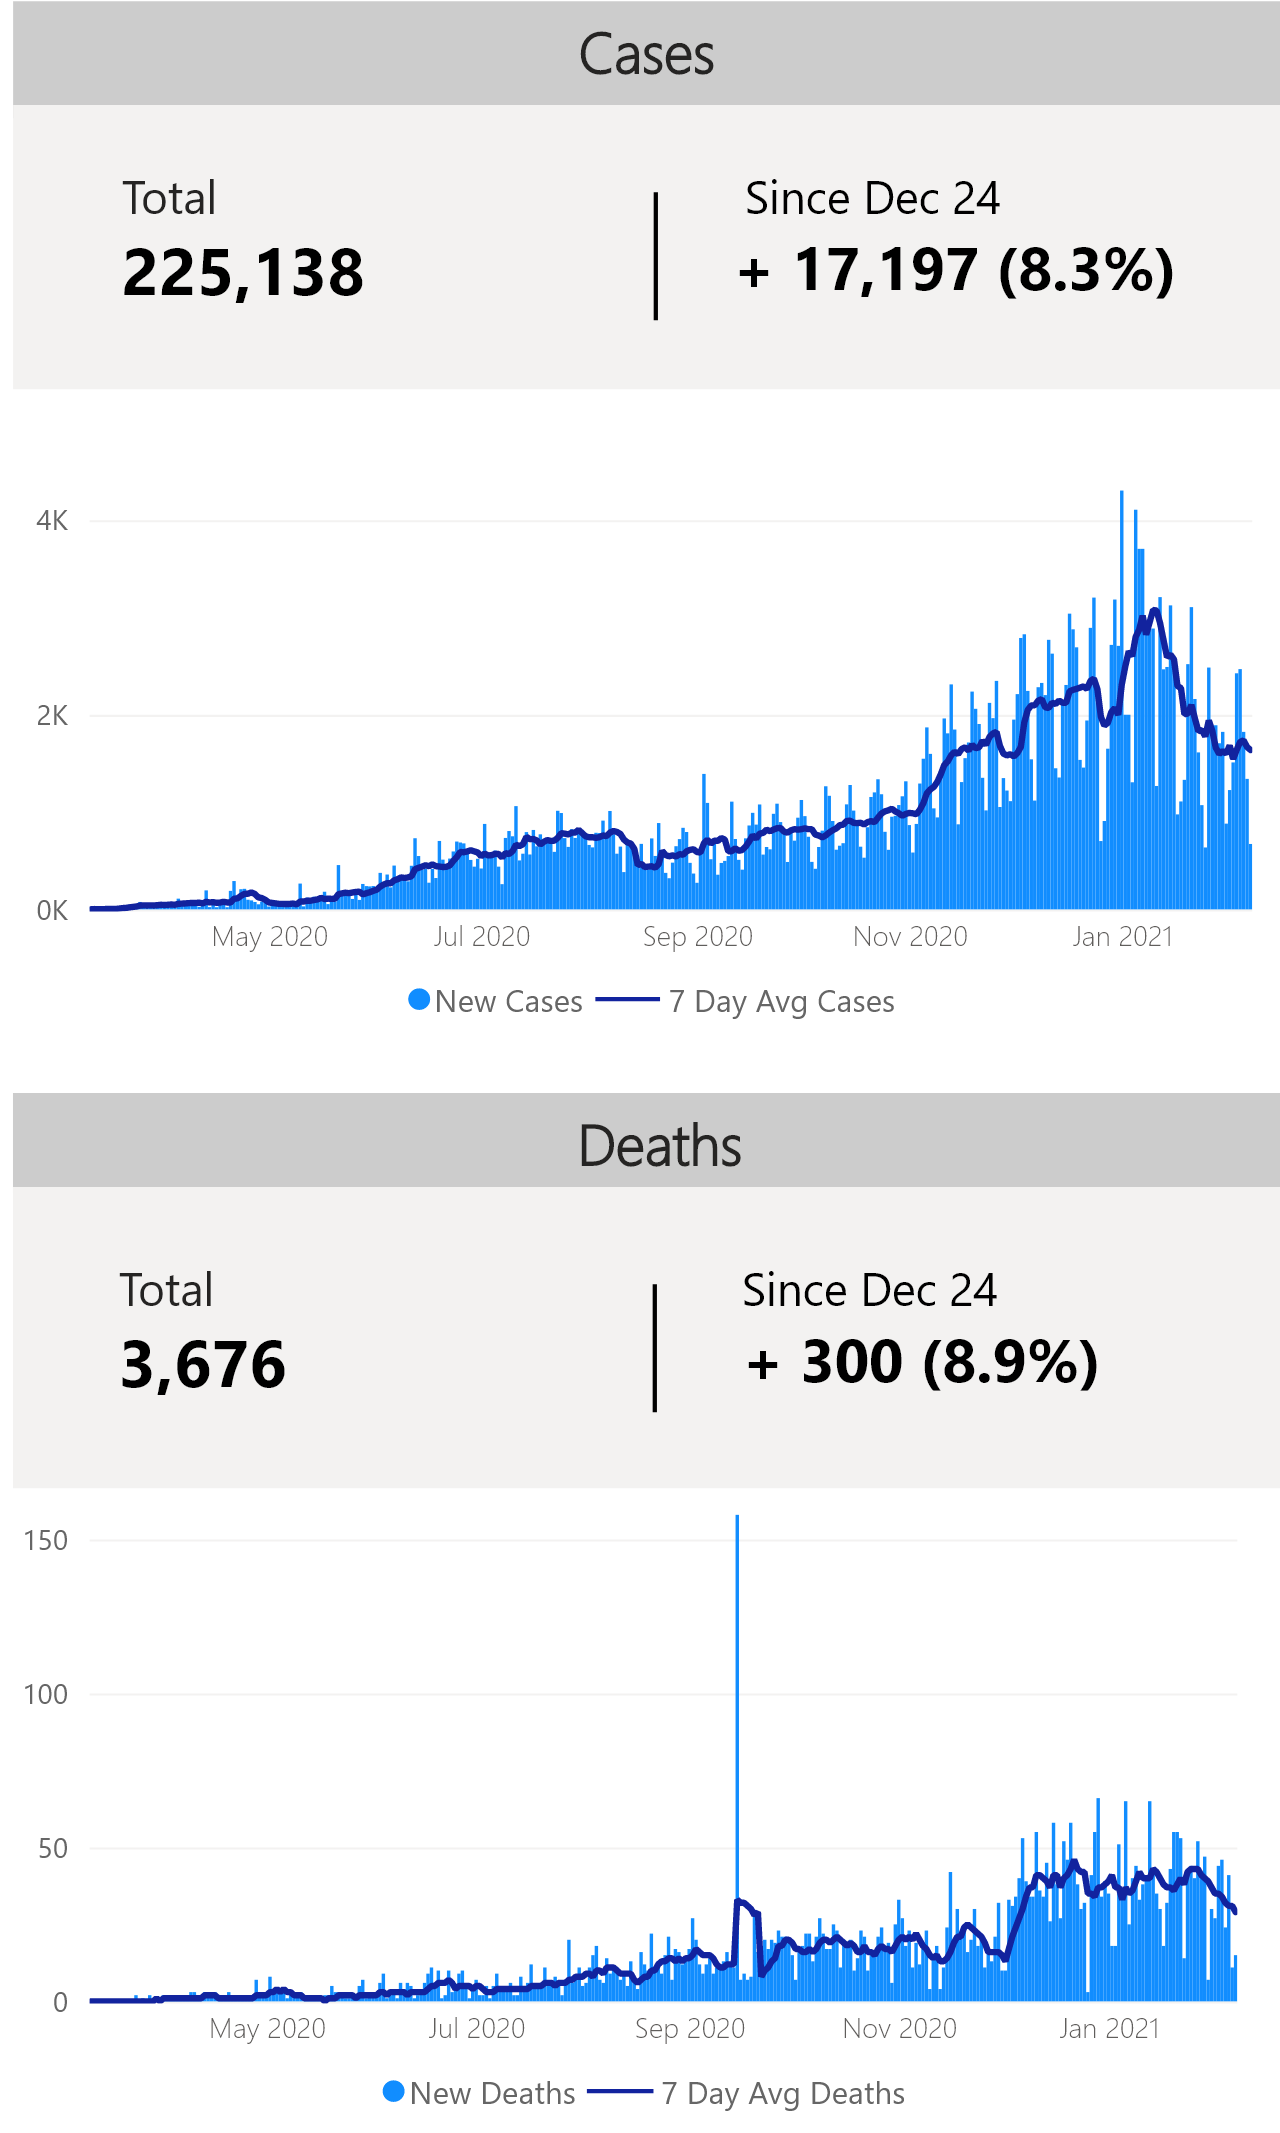 Cases
Total
Since Dec 24
225,138
+ 17,197 (8.3%)
4K
2K
0K
May 2020
Jul 2020
Sep 2020
Nov 2020
Jan 2021
New Cases
7 Day Avg Cases
Deaths
Total
Since Dec 24
3,676
+ 300 (8.9%)
150
100
50
0
May 2020
Jul 2020
Sep 2020
Nov 2020
Jan 2021
New Deaths
7 Day Avg Deaths